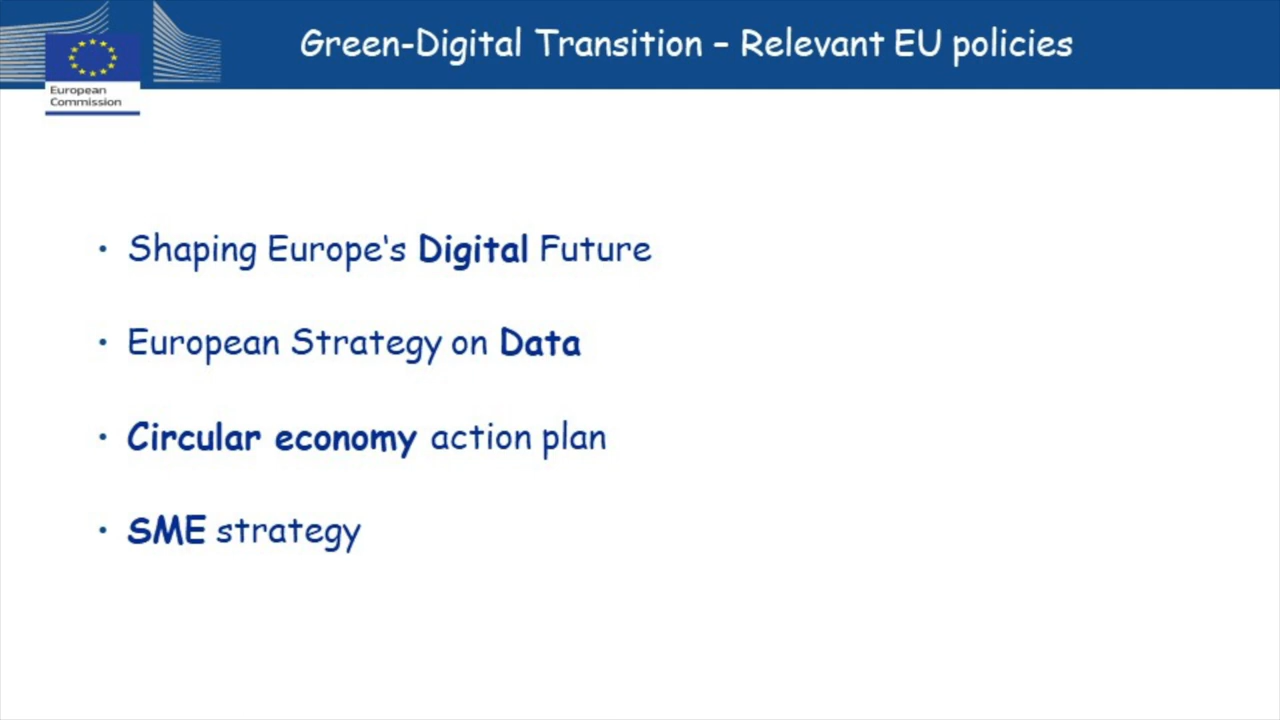 Green-Digital Transition – Relevant EU policies
European
Commission
• Shaping Europe's Digital Future
• European Strategy on Data
• Circular economy action plan
• SME strategy